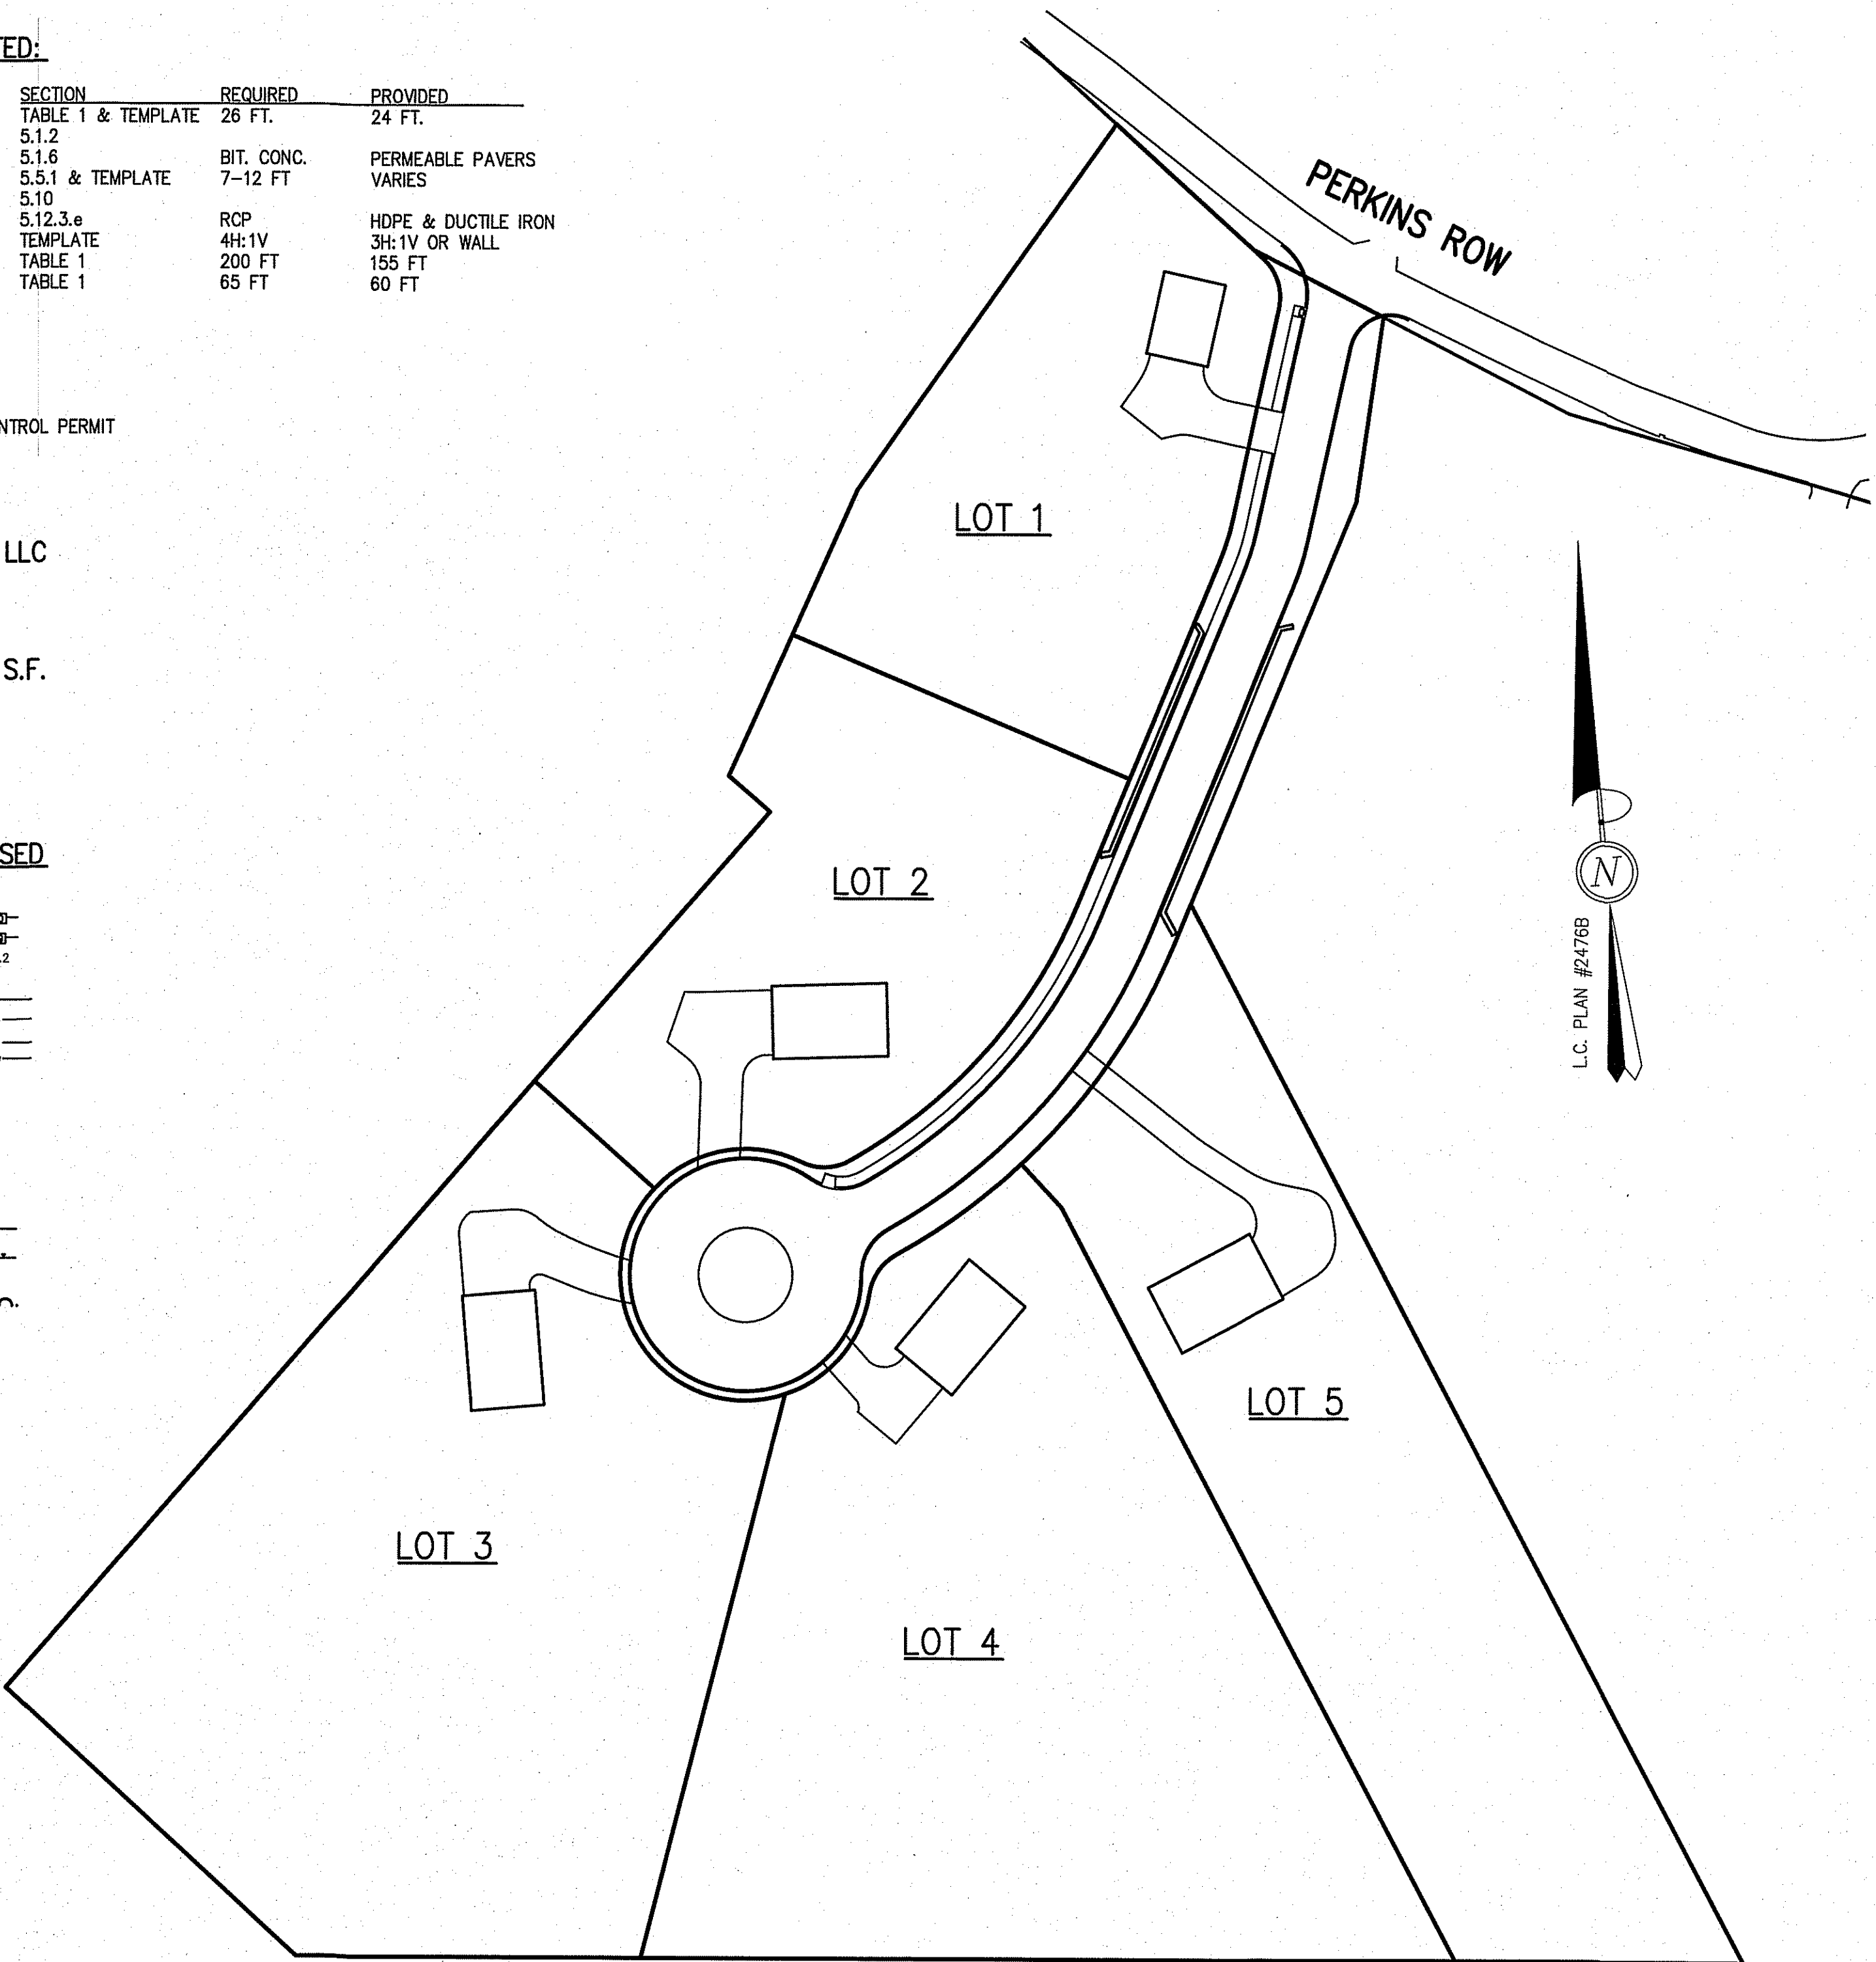 TED:
SECTION REQUIRED PROVIDED
TABLE 1 & TEMPLATE 26 FT. 24 FT.
5.1.2
5.1.6 BIT. CONC. PERMEABLE PAVERS
5.5.1 & TEMPLATE 7-12 FT VARIES
5.10
5.12.3.e RCP HDPE & DUCTILE IRON
TEMPLATE 4H:1V 3H:1V OR WALL
TABLE 1 200 FT 155 FT
TABLE 1 65 FT 60 FT
NTROL PERMIT
LLC
S.F.
SED
PERKINS ROW
LOT 1
LOT 2
LOT 3
LOT 4
LOT 5
N
L.C. PLAN #2476B